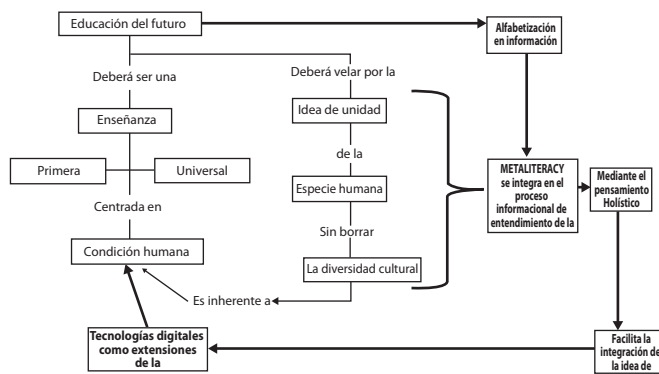 Educación del futuro
Alfabetización
en información
Deberá ser una
Deberá velar por la
Enseñanza
Idea de unidad
de la
Primera
Universal
Especie humana
METALITERACY
se integra en el
proceso
informacional de
entendimiento de la
Mediante el
pensamiento
Holístico
Centrada en
Sin borrar
Condición humana
La diversidad cultural
Es inherente a
Tecnologías digitales
como extensiones
de la
Facilita la
integración de
la idea de